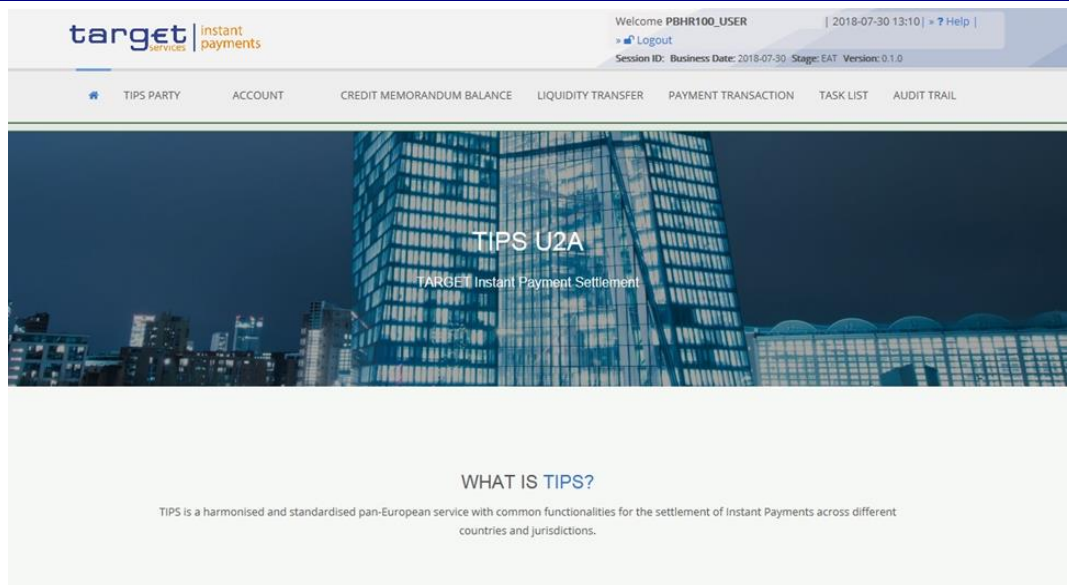 target services | instant payments
Welcome PBHR100_USER | 2018-07-30 13:10 | » ? Help |
» Logout
Session ID: Business Date: 2018-07-30 Stage: EAT Version: 0.1.0
TIPS PARTY ACCOUNT CREDIT MEMORANDUM BALANCE LIQUIDITY TRANSFER PAYMENT TRANSACTION TASK LIST AUDIT TRAIL
TIPS U2A
TARGET Instant Payment Settlement
WHAT IS TIPS?
TIPS is a harmonised and standardised pan-European service with common functionalities for the settlement of Instant Payments across different
countries and jurisdictions.